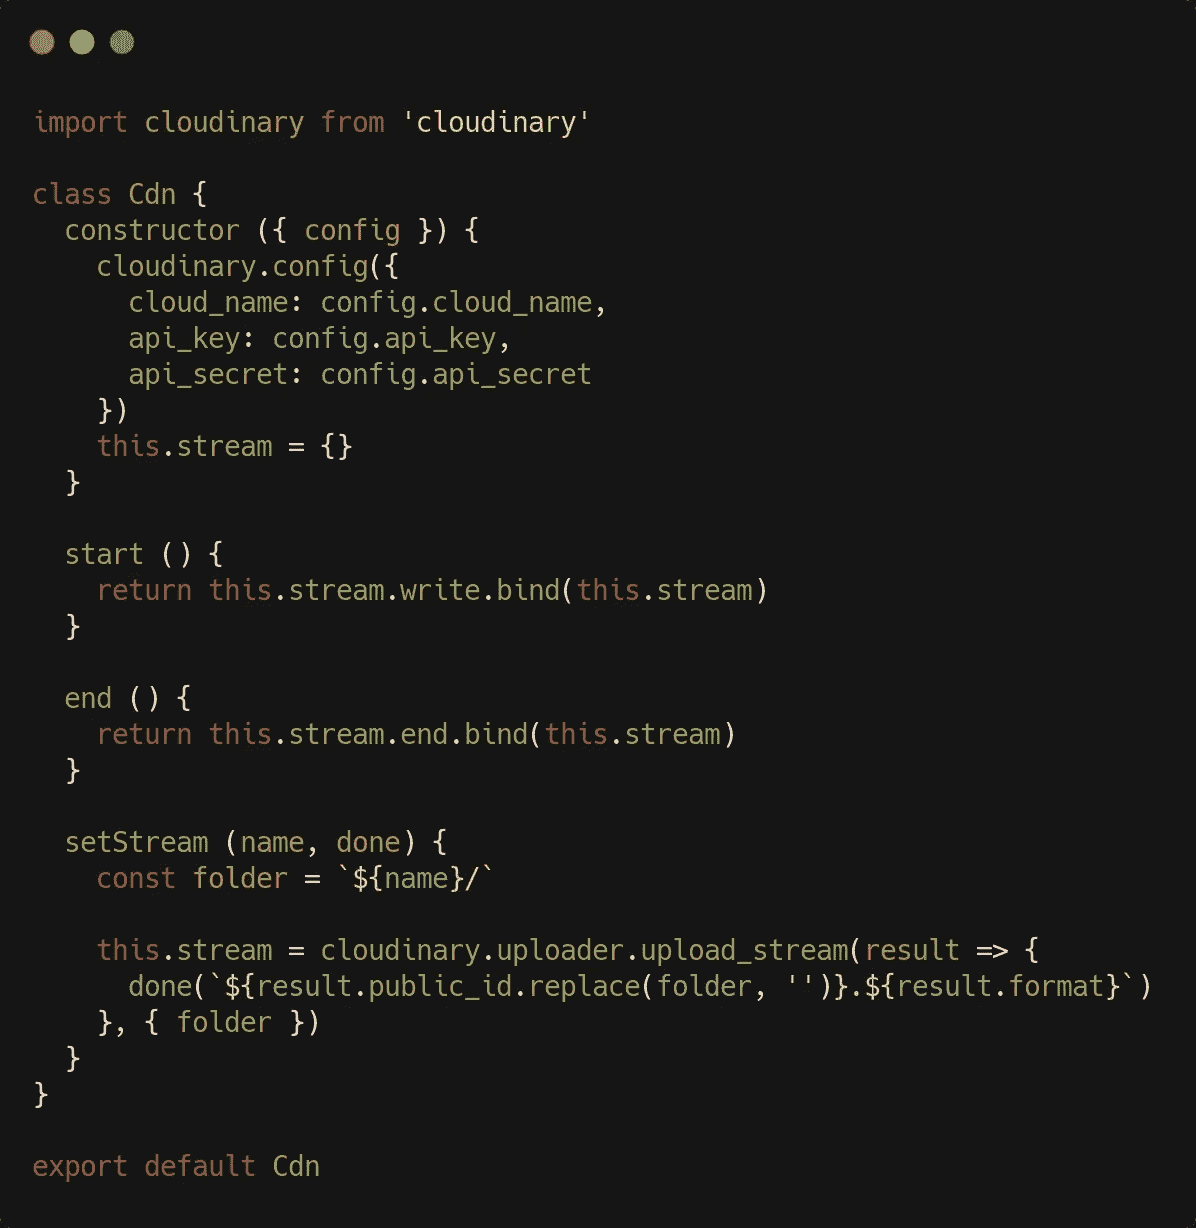 import cloudinary from 'cloudinary'

class Cdn {
  constructor ({ config }) {
    cloudinary.config({
      cloud_name: config.cloud_name,
      api_key: config.api_key,
      api_secret: config.api_secret
    })
    this.stream = {}
  }

  start () {
    return this.stream.write.bind(this.stream)
  }

  end () {
    return this.stream.end.bind(this.stream)
  }

  setStream (name, done) {
    const folder = `${name}/`

    this.stream = cloudinary.uploader.upload_stream(result => {
      done(`${result.public_id.replace(folder, '')}.${result.format}`)
    }, { folder })
  }
}

export default Cdn